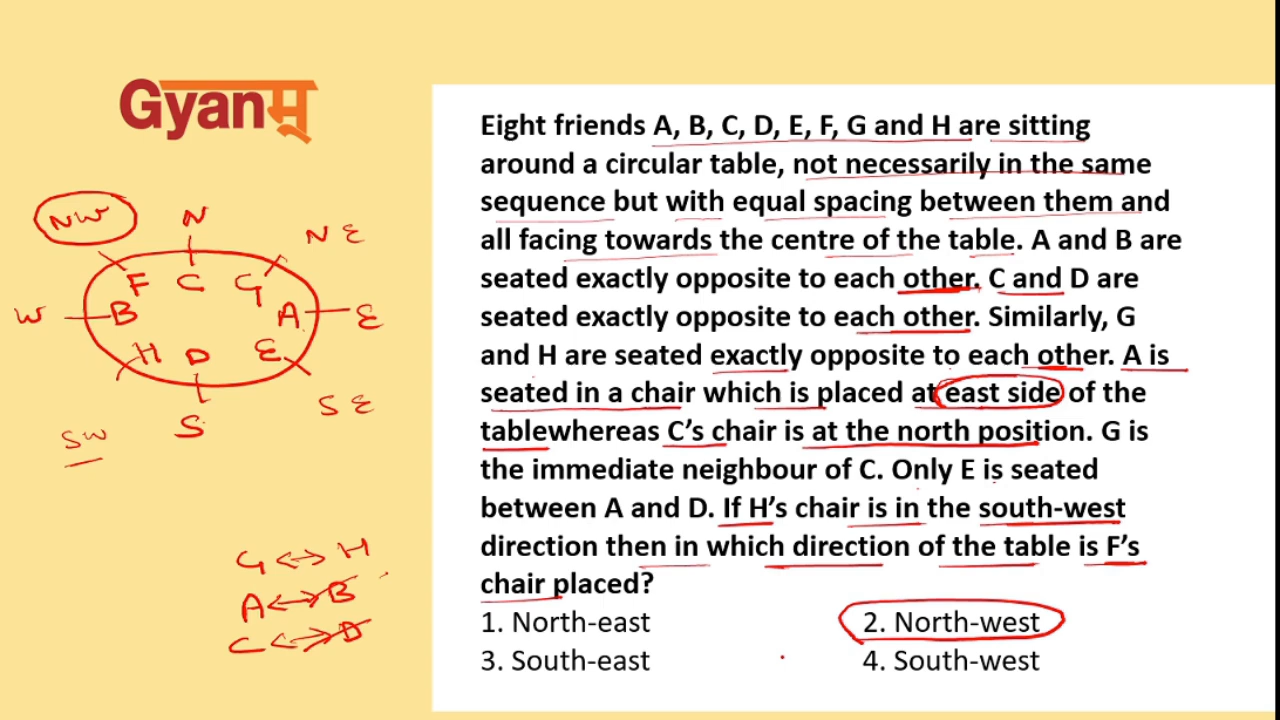 Gyanम्
Eight friends A, B, C, D, E, F, G and H are sitting
around a circular table, not necessarily in the same
sequence but with equal spacing between them and
all facing towards the centre of the table. A and B are
seated exactly opposite to each other. C and D are
seated exactly opposite to each other. Similarly, G
and H are seated exactly opposite to each other. A is
seated in a chair which is placed at east side of the
tablewhereas C's chair is at the north position. G is
the immediate neighbour of C. Only E is seated
between A and D. If H's chair is in the south-west
direction then in which direction of the table is F's
chair placed?
1. North-east 2. North-west
3. South-east 4. South-west
NW N NE
F C G
W B A E
H D E
SW S SE
G ↔ H
A ↔ B
C ↔ D